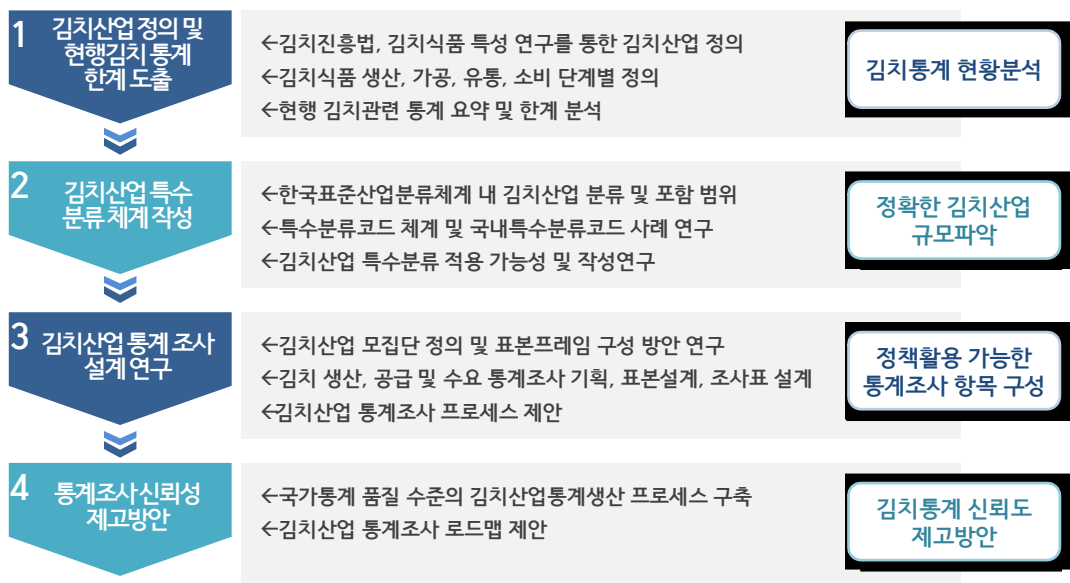 1
김치산업 정의 및
현행김치 통계
한계 도출
←김치진흥법, 김치식품 특성 연구를 통한 김치산업 정의
←김치식품 생산, 가공, 유통, 소비 단계별 정의
←현행 김치관련 통계 요약 및 한계 분석
김치통계 현황분석
2
김치산업 특수
분류 체계 작성
←한국표준산업분류체계 내 김치산업 분류 및 포함 범위
←특수분류코드 체계 및 국내특수분류코드 사례 연구
←김치산업 특수분류 적용 가능성 및 작성연구
정확한 김치산업
규모파악
3
김치산업 통계 조사
설계 연구
←김치산업 모집단 정의 및 표본프레임 구성 방안 연구
←김치 생산, 공급 및 수요 통계조사 기획, 표본설계, 조사표 설계
←김치산업 통계조사 프로세스 제안
정책활용 가능한
통계조사 항목 구성
4
통계조사 신뢰성
제고방안
←국가통계 품질 수준의 김치산업통계생산 프로세스 구축
←김치산업 통계조사 로드맵 제안
김치통계 신뢰도
제고방안